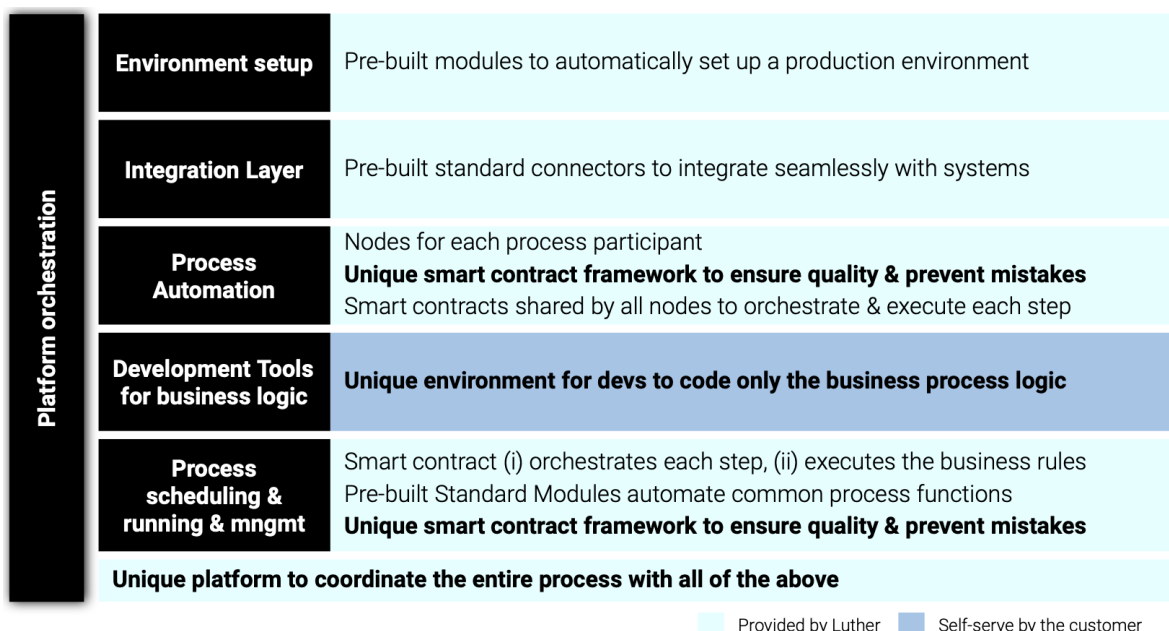 Platform orchestration
Environment setup
Pre-built modules to automatically set up a production environment
Integration Layer
Pre-built standard connectors to integrate seamlessly with systems
Process
Automation
Nodes for each process participant
Unique smart contract framework to ensure quality & prevent mistakes
Smart contracts shared by all nodes to orchestrate & execute each step
Development Tools
for business logic
Unique environment for devs to code only the business process logic
Process
scheduling &
running & mngmt
Smart contract (i) orchestrates each step, (ii) executes the business rules
Pre-built Standard Modules automate common process functions
Unique smart contract framework to ensure quality & prevent mistakes
Unique platform to coordinate the entire process with all of the above
Provided by Luther
Self-serve by the customer